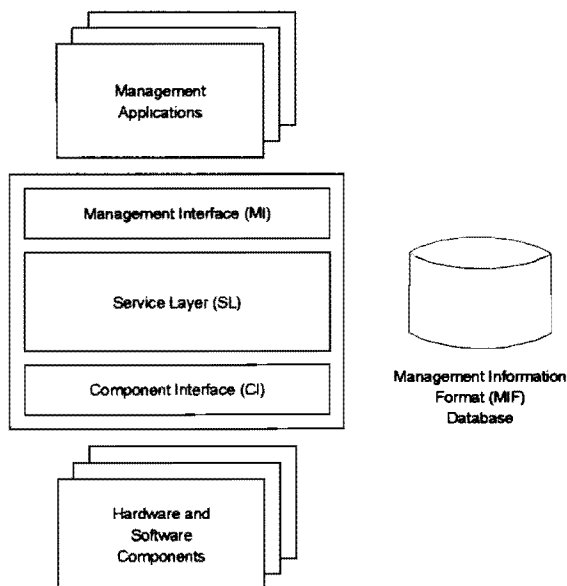 Management
Applications
Management Interface (MI)
Service Layer (SL)
Component Interface (CI)
Management Information
Format (MIF)
Database
Hardware and
Software
Components